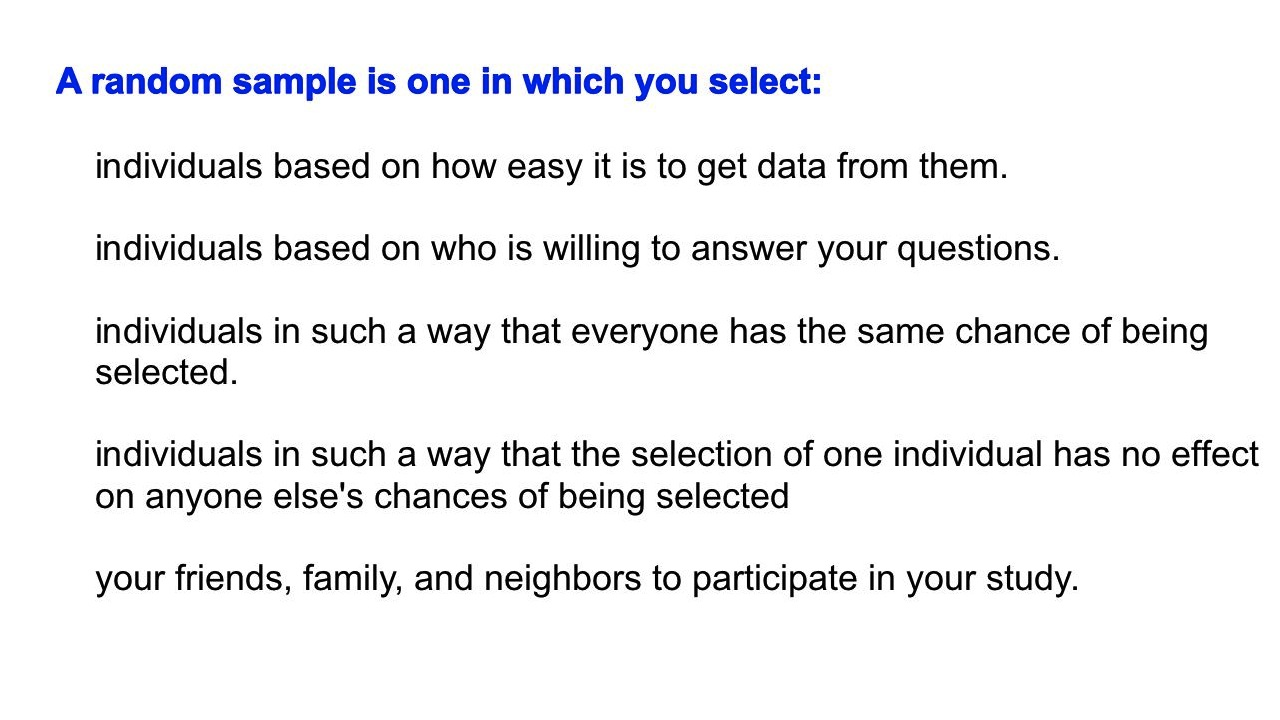 A random sample is one in which you select:
individuals based on how easy it is to get data from them.
individuals based on who is willing to answer your questions.
individuals in such a way that everyone has the same chance of being
selected.
individuals in such a way that the selection of one individual has no effect
on anyone else's chances of being selected
your friends, family, and neighbors to participate in your study.